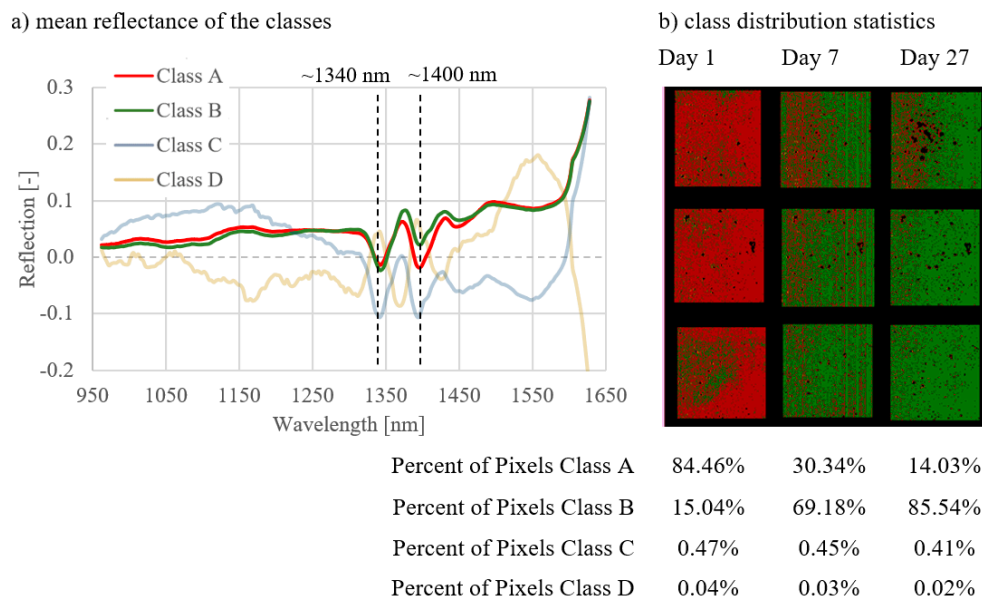 a) mean reflectance of the classes
b) class distribution statistics
Day 1 Day 7 Day 27
~1340 nm ~1400 nm
Class A
Class B
Class C
Class D
0.3
0.2
0.1
0.0
-0.1
-0.2
Reflection [-]
950 1050 1150 1250 1350 1450 1550 1650
Wavelength [nm]
Percent of Pixels Class A 84.46% 30.34% 14.03%
Percent of Pixels Class B 15.04% 69.18% 85.54%
Percent of Pixels Class C 0.47% 0.45% 0.41%
Percent of Pixels Class D 0.04% 0.03% 0.02%